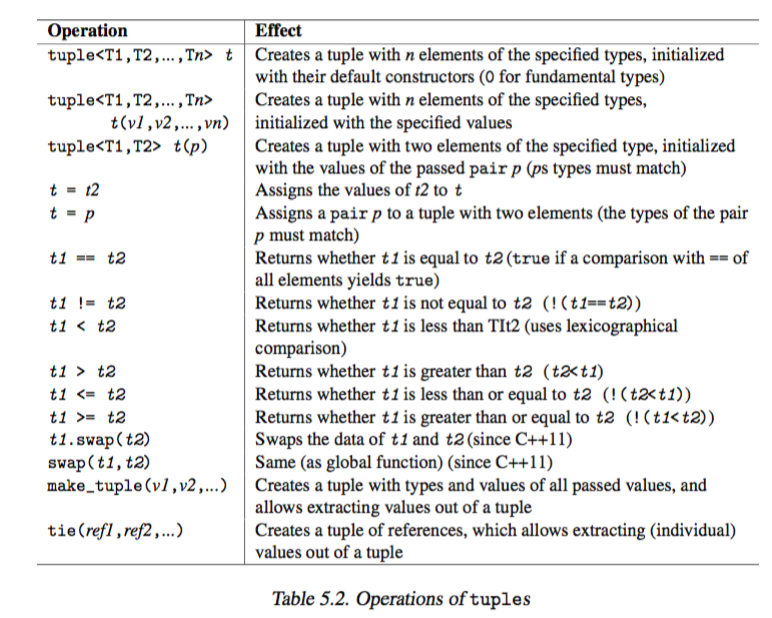 Operation Effect
tuple<T1,T2,...,Tn> t Creates a tuple with n elements of the specified types, initialized
with their default constructors (0 for fundamental types)
tuple<T1,T2,...,Tn> Creates a tuple with n elements of the specified types,
t(v1,v2,...,vn) initialized with the specified values
tuple<T1,T2> t(p) Creates a tuple with two elements of the specified type, initialized
with the values of the passed pair p (ps types must match)
t = t2 Assigns the values of t2 to t
t = p Assigns a pair p to a tuple with two elements (the types of the pair
p must match)
t1 == t2 Returns whether t1 is equal to t2 (true if a comparison with == of
all elements yields true)
t1 != t2 Returns whether t1 is not equal to t2 (!(t1==t2))
t1 < t2 Returns whether t1 is less than TIt2 (uses lexicographical
comparison)
t1 > t2 Returns whether t1 is greater than t2 (t2<t1)
t1 <= t2 Returns whether t1 is less than or equal to t2 (!(t2<t1))
t1 >= t2 Returns whether t1 is greater than or equal to t2 (!(t1<t2))
t1.swap(t2) Swaps the data of t1 and t2 (since C++11)
swap(t1,t2) Same (as global function) (since C++11)
make_tuple(v1,v2,...) Creates a tuple with types and values of all passed values, and
allows extracting values out of a tuple
tie(ref1,ref2,...) Creates a tuple of references, which allows extracting (individual)
values out of a tuple
Table 5.2. Operations of tuples